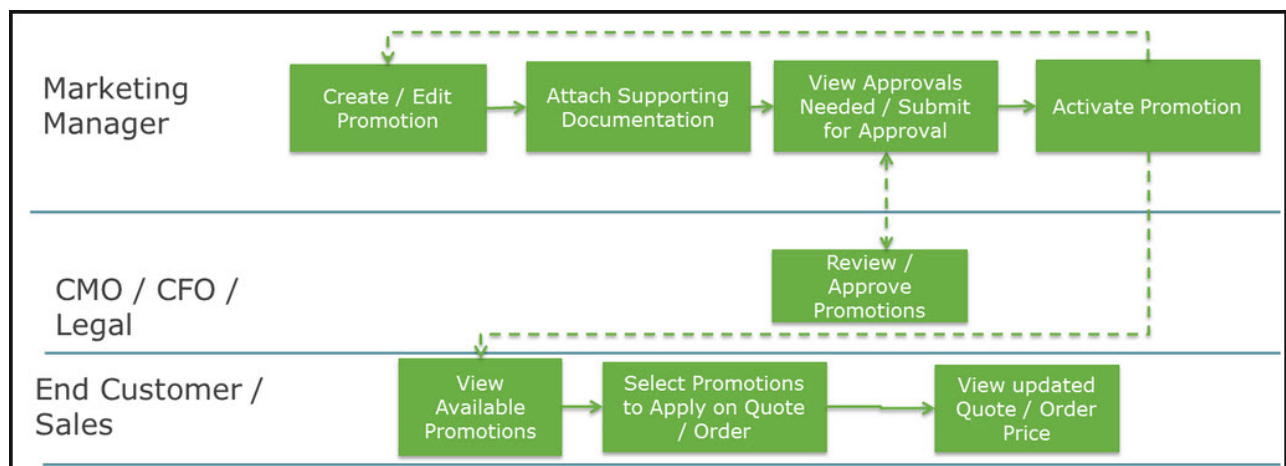 Marketing
Manager
Create / Edit
Promotion
Attach Supporting
Documentation
View Approvals
Needed / Submit
for Approval
Activate Promotion
CMO / CFO /
Legal
Review /
Approve
Promotions
End Customer /
Sales
View
Available
Promotions
Select Promotions
to Apply on Quote
/ Order
View updated
Quote / Order
Price